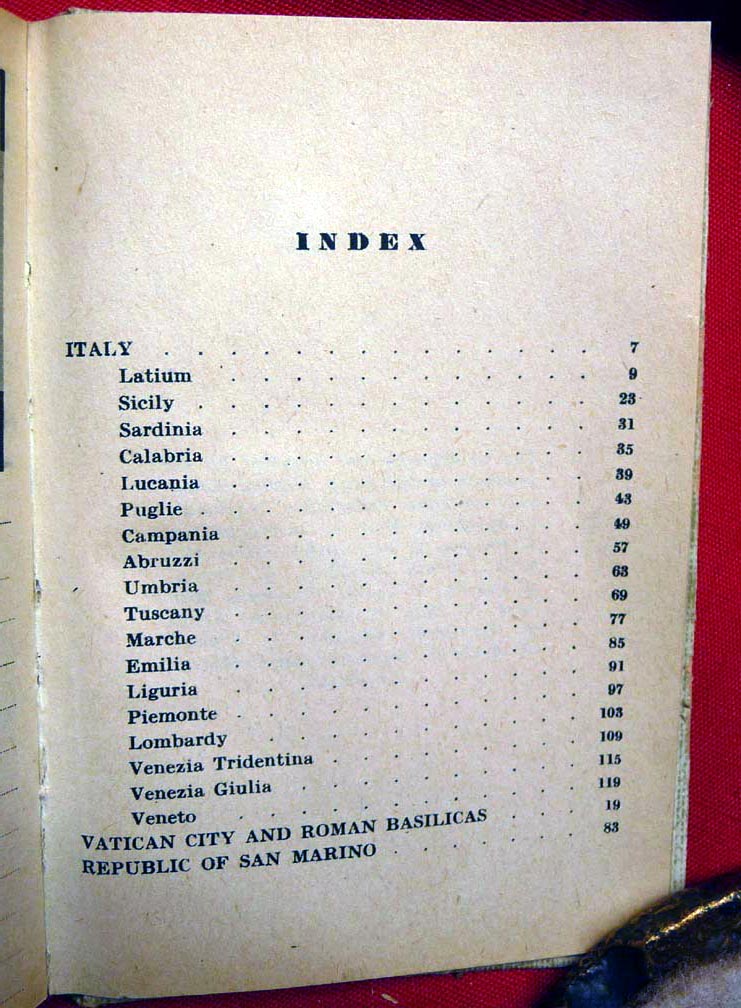 INDEX
ITALY . . . . . . . . . . . . . . 7
Latium . . . . . . . . . . . . 9
Sicily . . . . . . . . . . . . . 23
Sardinia . . . . . . . . . . . . 31
Calabria . . . . . . . . . . . . 35
Lucania . . . . . . . . . . . . 39
Puglie . . . . . . . . . . . . . 43
Campania . . . . . . . . . . . 49
Abruzzi . . . . . . . . . . . . 57
Umbria . . . . . . . . . . . . 63
Tuscany . . . . . . . . . . . . 69
Marche . . . . . . . . . . . . 77
Emilia . . . . . . . . . . . . 85
Liguria . . . . . . . . . . . . 91
Piemonte . . . . . . . . . . . 97
Lombardy . . . . . . . . . . 103
Venezia Tridentina . . . . . . . . 109
Venezia Giulia . . . . . . . . . 115
Veneto . . . . . . . . . . . 119
VATICAN CITY AND ROMAN BASILICAS . . . 19
REPUBLIC OF SAN MARINO . . . . . . 83